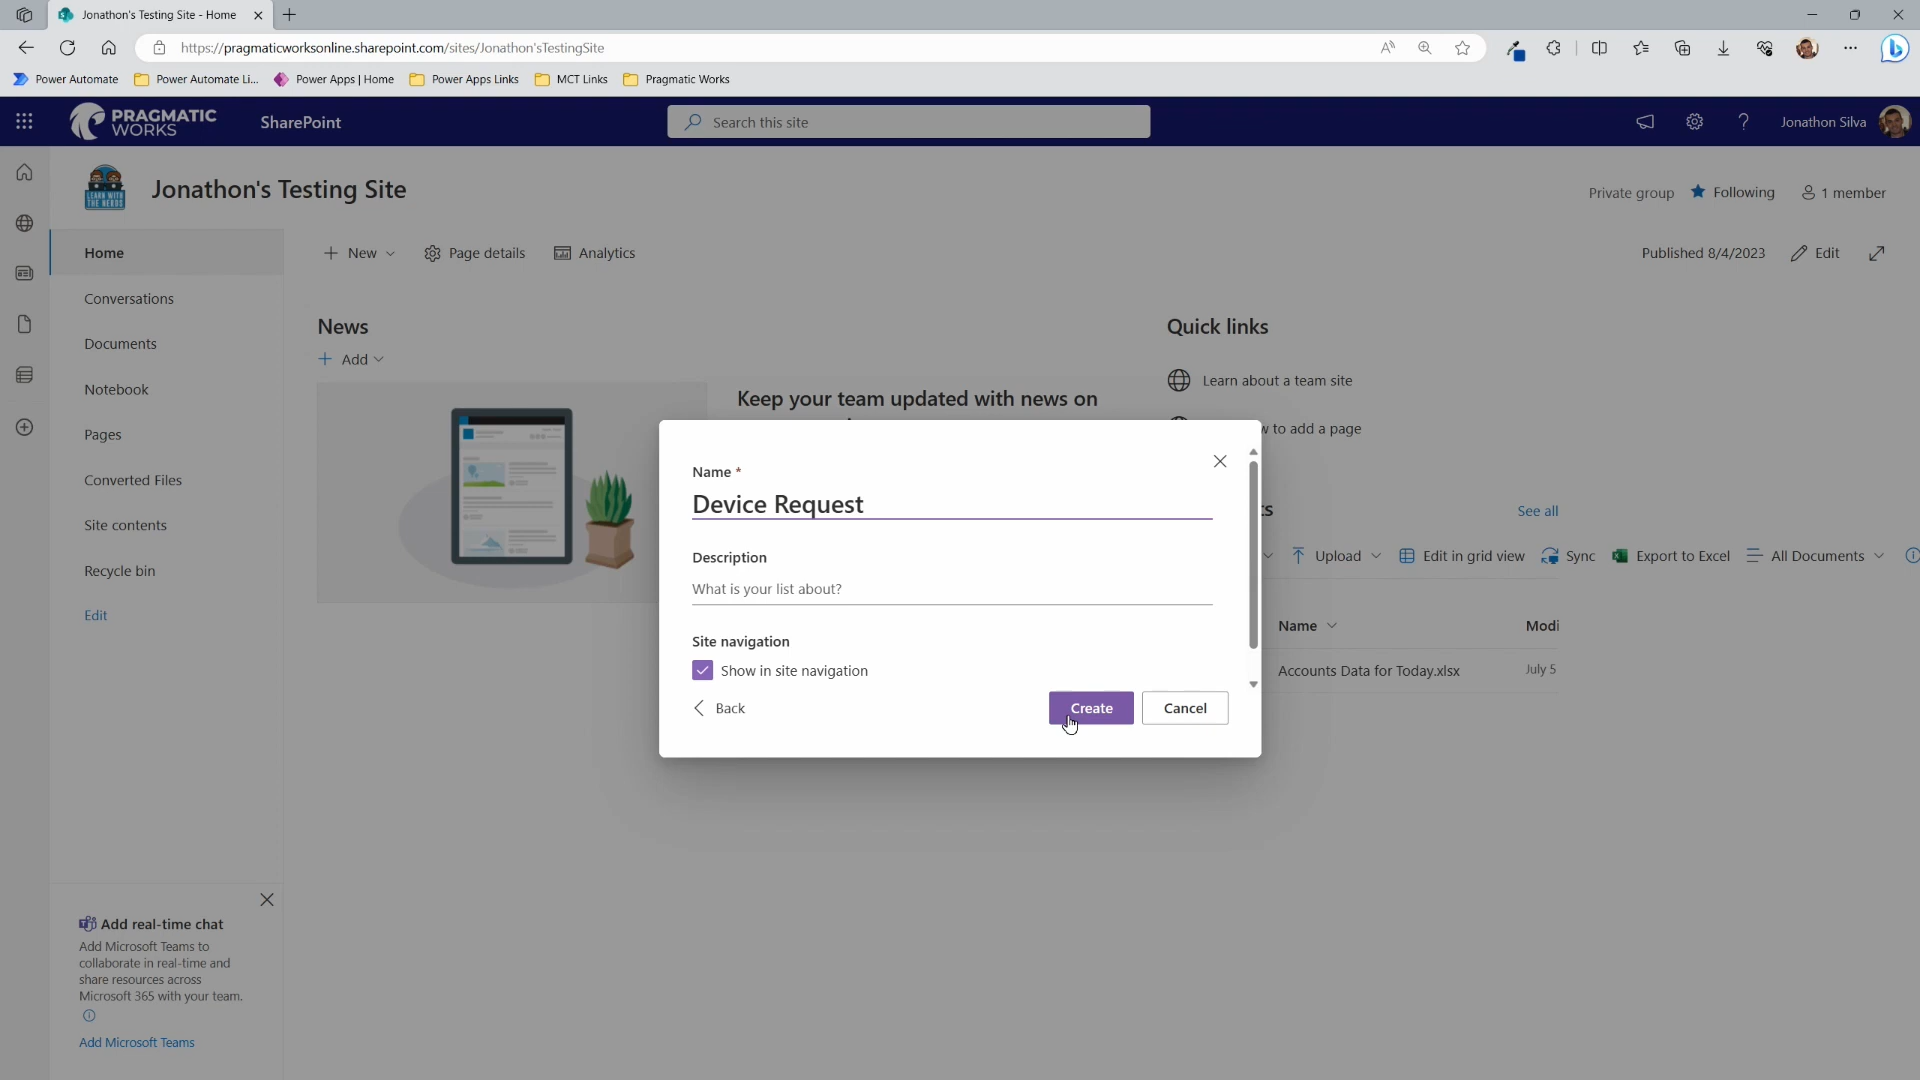 Jonathon's Testing Site - Home
https://pragmaticworksonline.sharepoint.com/sites/Jonathon'sTestingSite
Power Automate
Power Automate Li...
Power Apps | Home
Power Apps Links
MCT Links
Pragmatic Works
PRAGMATIC
WORKS
SharePoint
Search this site
Jonathon Silva
LEARN WITH
THE NERDS
Jonathon's Testing Site
Private group
Following
1 member
Home
New
Page details
Analytics
Published 8/4/2023
Edit
Conversations
Documents
Notebook
Pages
Converted Files
Site contents
Recycle bin
Edit
News
Add
Keep your team updated with news on
Quick links
Learn about a team site
w to add a page
ts
See all
Upload
Edit in grid view
Sync
Export to Excel
All Documents
Name
Modi
Accounts Data for Today.xlsx
July 5
Name *
Device Request
Description
What is your list about?
Site navigation
Show in site navigation
Back
Create
Cancel
Add real-time chat
Add Microsoft Teams to
collaborate in real-time and
share resources across
Microsoft 365 with your team.
Add Microsoft Teams